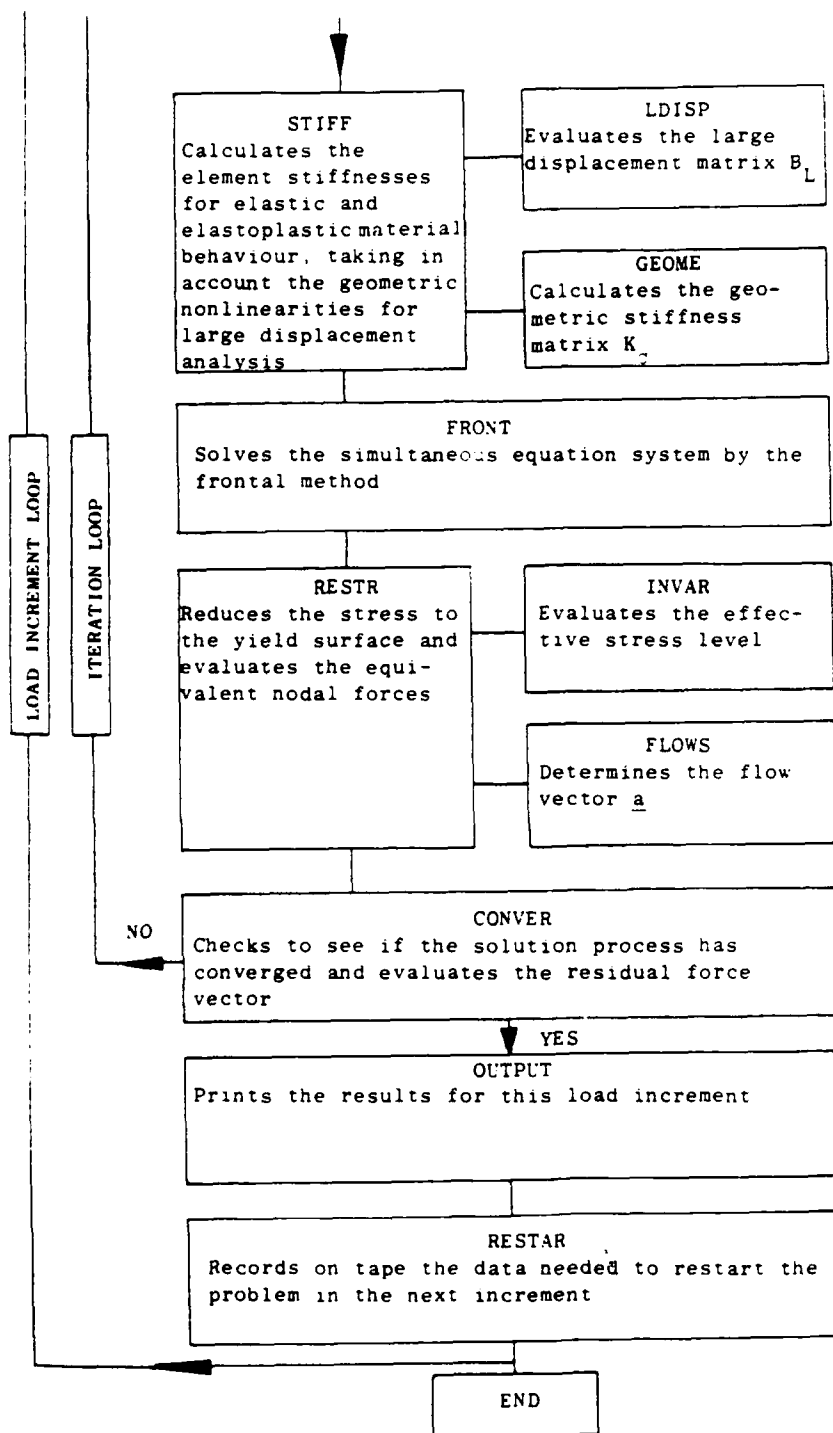 STIFF
Calculates the
element stiffnesses
for elastic and
elastoplastic material
behaviour, taking in
account the geometric
nonlinearities for
large displacement
analysis
LDISP
Evaluates the large
displacement matrix B_L
GEOME
Calculates the geo-
metric stiffness
matrix K
FRONT
Solves the simultaneous equation system by the
frontal method
LOAD INCREMENT LOOP
ITERATION LOOP
RESTR
Reduces the stress to
the yield surface and
evaluates the equi-
valent nodal forces
INVAR
Evaluates the effec-
tive stress level
FLOWS
Determines the flow
vector a
NO
CONVER
Checks to see if the solution process has
converged and evaluates the residual force
vector
YES
OUTPUT
Prints the results for this load increment
RESTAR
Records on tape the data needed to restart the
problem in the next increment
END